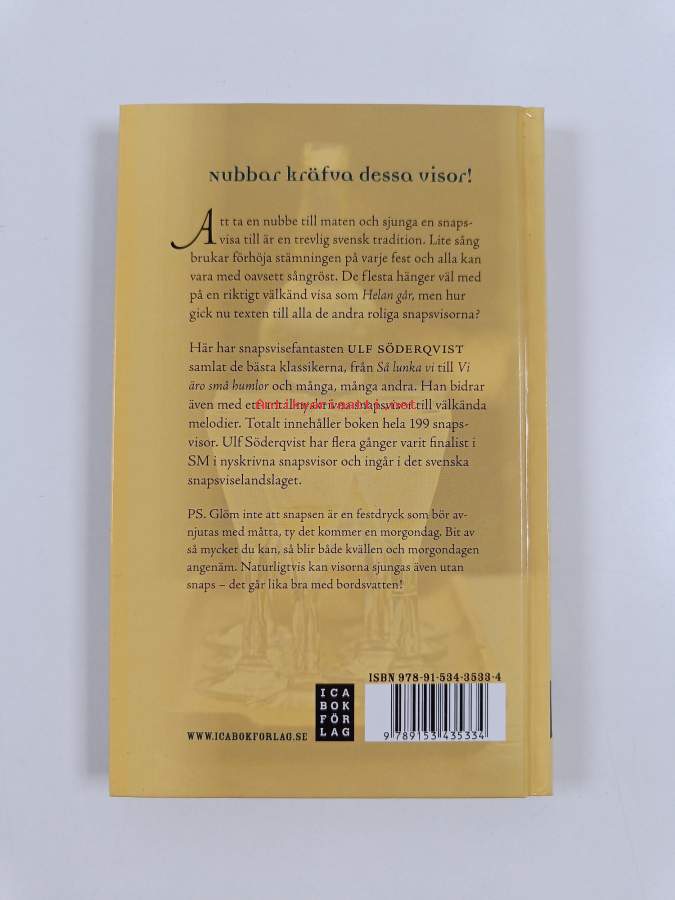 Nubbar kräfva dessa visor!
Att ta en nubbe till maten och sjunga en snaps-
visa till är en trevlig svensk tradition. Lite sång
brukar förhöja stämningen på varje fest och alla kan
vara med oavsett sångröst. De flesta hänger väl med
på en riktigt välkänd visa som Helan går, men hur
gick nu texten till alla de andra roliga snapsvisorna?
Här har snapsvisefantasten ULF SÖDERQVIST
samlat de bästa klassikerna, från Så lunka vi till Vi
äro små humlor och många, många andra. Han bidrar
även med ett antal nyskrivna snapsvisor till välkända
melodier. Totalt innehåller boken hela 199 snaps-
visor. Ulf Söderqvist har flera gånger varit finalist i
SM i nyskrivna snapsvisor och ingår i det svenska
snapsviselandslaget.
PS. Glöm inte att snapsen är en festdryck som bör av-
njutas med måtta, ty det kommer en morgondag. Bit av
så mycket du kan, så blir både kvällen och morgondagen
angenäm. Naturligtvis kan visorna sjungas även utan
snaps – det går lika bra med bordsvatten!
ISBN 978-91-534-3533-4
ICA
BOK
FÖR
LAG
WWW.ICABOKFORLAG.SE
9 789153 435334